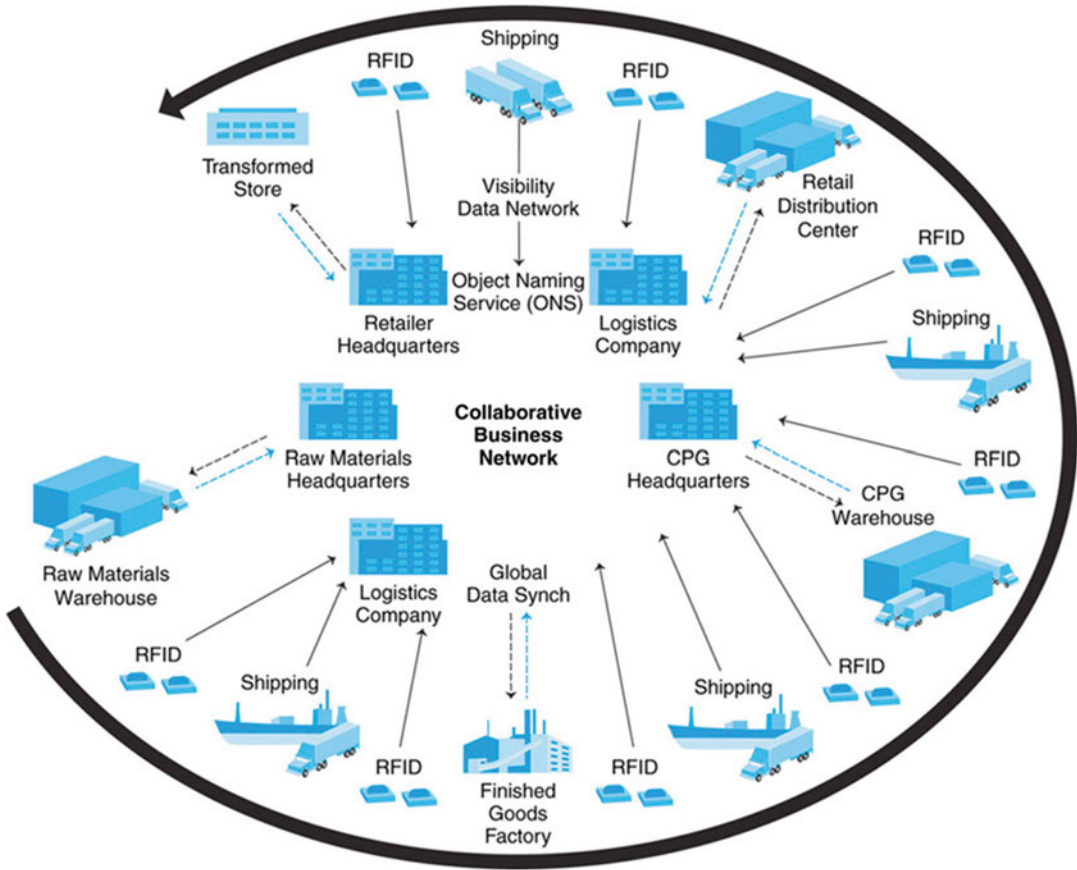 Shipping
RFID
RFID
Transformed
Store
Visibility
Data Network
Retail
Distribution
Center
RFID
Object Naming
Service (ONS)
Retailer
Headquarters
Logistics
Company
Shipping
Collaborative
Business
Network
Raw Materials
Headquarters
CPG
Headquarters
RFID
CPG
Warehouse
Raw Materials
Warehouse
Logistics
Company
Global
Data Synch
RFID
Shipping
RFID
Finished
Goods
Factory
RFID
Shipping
RFID